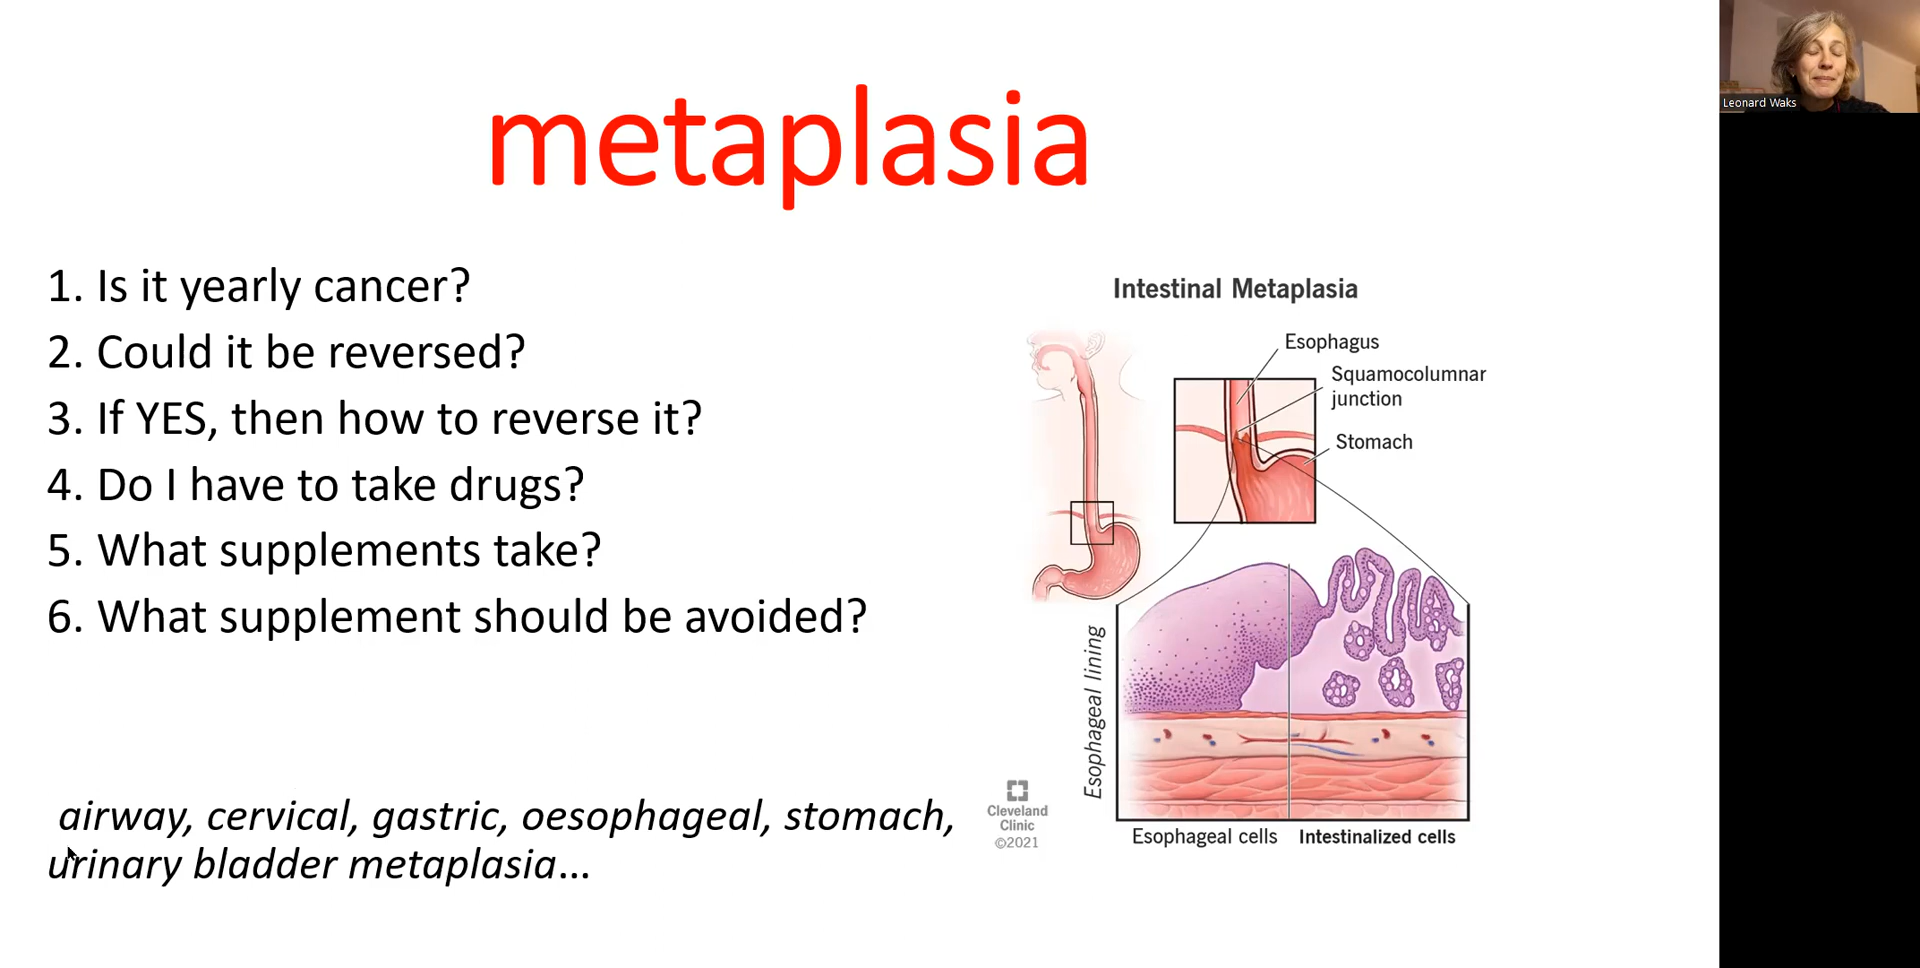 metaplasia
1. Is it yearly cancer?
2. Could it be reversed?
3. If YES, then how to reverse it?
4. Do I have to take drugs?
5. What supplements take?
6. What supplement should be avoided?
airway, cervical, gastric, oesophageal, stomach,
urinary bladder metaplasia...
Intestinal Metaplasia
Esophagus
Squamocolumnar
junction
Stomach
Esophageal lining
Esophageal cells
Intestinalized cells
Cleveland
Clinic
©2021
Leonard Waks